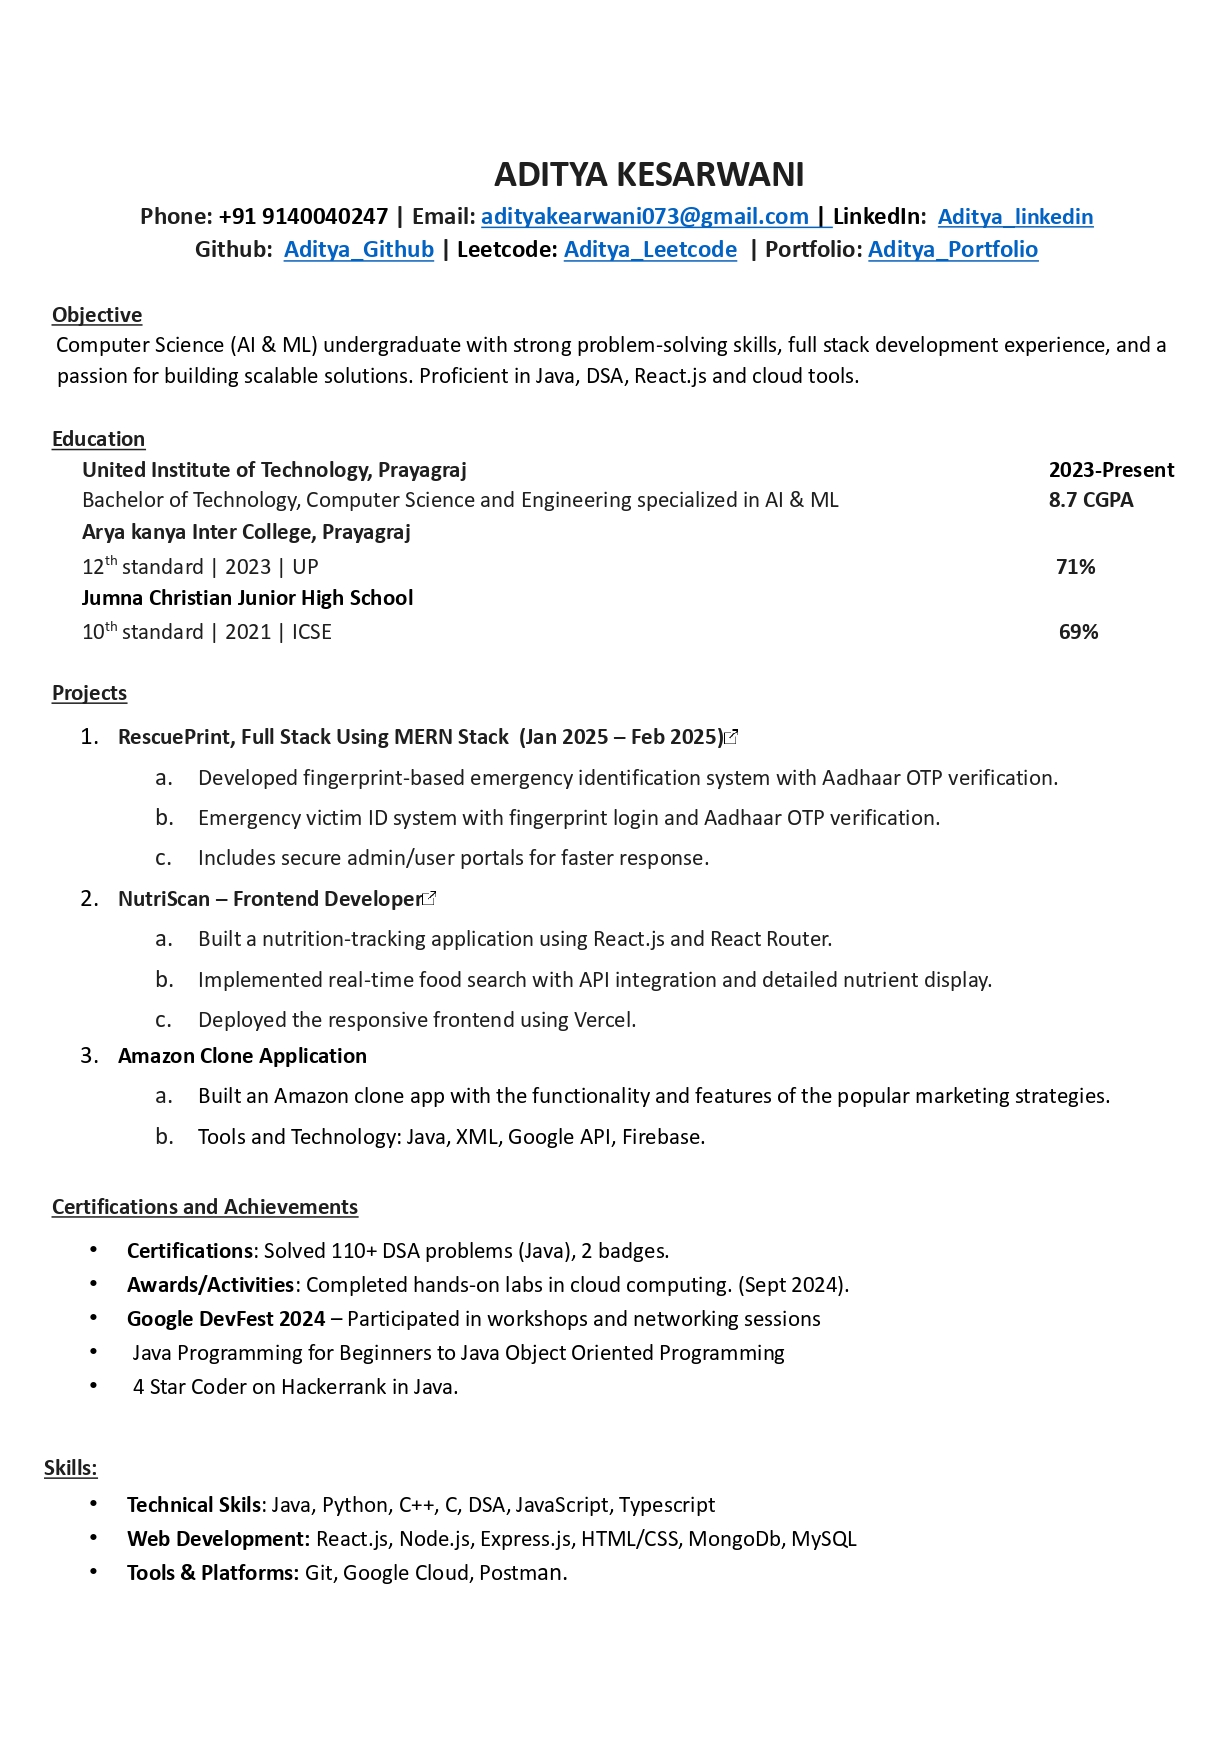 ADITYA KESARWANI
Phone: +91 9140040247 | Email: adityakearwani073@gmail.com | LinkedIn: Aditya_linkedin
Github: Aditya_Github | Leetcode: Aditya_Leetcode | Portfolio: Aditya_Portfolio
Objective
Computer Science (AI & ML) undergraduate with strong problem-solving skills, full stack development experience, and a
passion for building scalable solutions. Proficient in Java, DSA, React.js and cloud tools.
Education
United Institute of Technology, Prayagraj 2023-Present
Bachelor of Technology, Computer Science and Engineering specialized in AI & ML 8.7 CGPA
Arya kanya Inter College, Prayagraj
12th standard | 2023 | UP 71%
Jumna Christian Junior High School
10th standard | 2021 | ICSE 69%
Projects
1. RescuePrint, Full Stack Using MERN Stack (Jan 2025 – Feb 2025)
a. Developed fingerprint-based emergency identification system with Aadhaar OTP verification.
b. Emergency victim ID system with fingerprint login and Aadhaar OTP verification.
c. Includes secure admin/user portals for faster response.
2. NutriScan – Frontend Developer
a. Built a nutrition-tracking application using React.js and React Router.
b. Implemented real-time food search with API integration and detailed nutrient display.
c. Deployed the responsive frontend using Vercel.
3. Amazon Clone Application
a. Built an Amazon clone app with the functionality and features of the popular marketing strategies.
b. Tools and Technology: Java, XML, Google API, Firebase.
Certifications and Achievements
• Certifications: Solved 110+ DSA problems (Java), 2 badges.
• Awards/Activities: Completed hands-on labs in cloud computing. (Sept 2024).
• Google DevFest 2024 – Participated in workshops and networking sessions
• Java Programming for Beginners to Java Object Oriented Programming
• 4 Star Coder on Hackerrank in Java.
Skills:
• Technical Skils: Java, Python, C++, C, DSA, JavaScript, Typescript
• Web Development: React.js, Node.js, Express.js, HTML/CSS, MongoDb, MySQL
• Tools & Platforms: Git, Google Cloud, Postman.